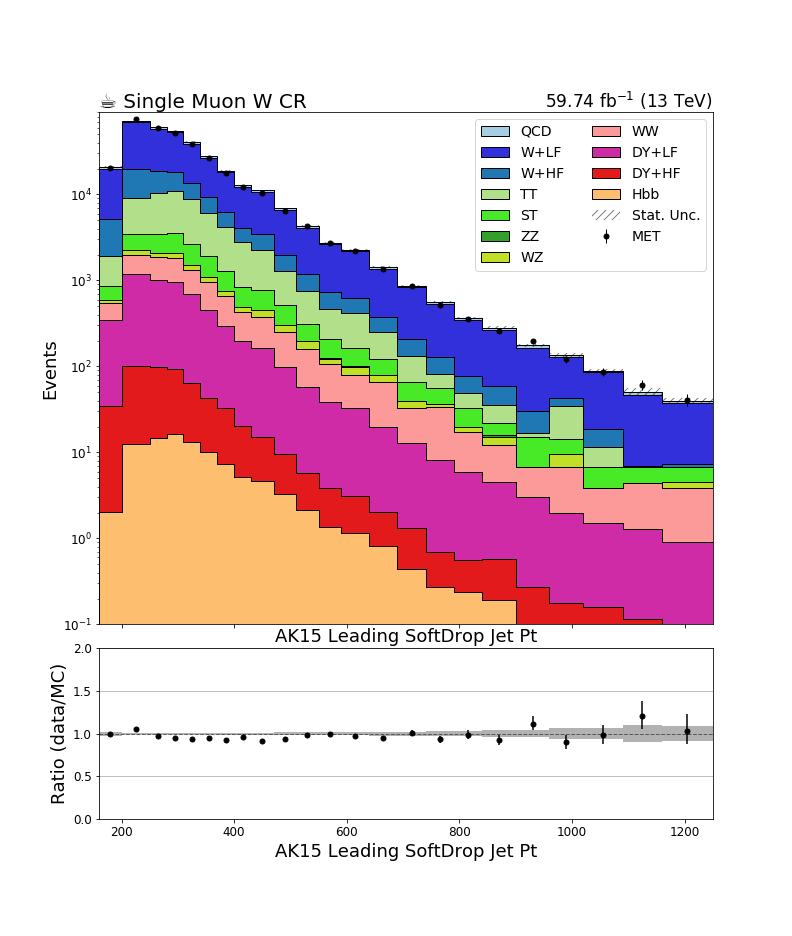 ☕ Single Muon W CR 59.74 fb⁻¹ (13 TeV)
QCD WW
W+LF DY+LF
W+HF DY+HF
TT Hbb
ST Stat. Unc.
ZZ MET
WZ
Events
10⁴
10³
10²
10¹
10⁰
10⁻¹
AK15 Leading SoftDrop Jet Pt
Ratio (data/MC)
2.0
1.5
1.0
0.5
0.0
200 400 600 800 1000 1200
AK15 Leading SoftDrop Jet Pt